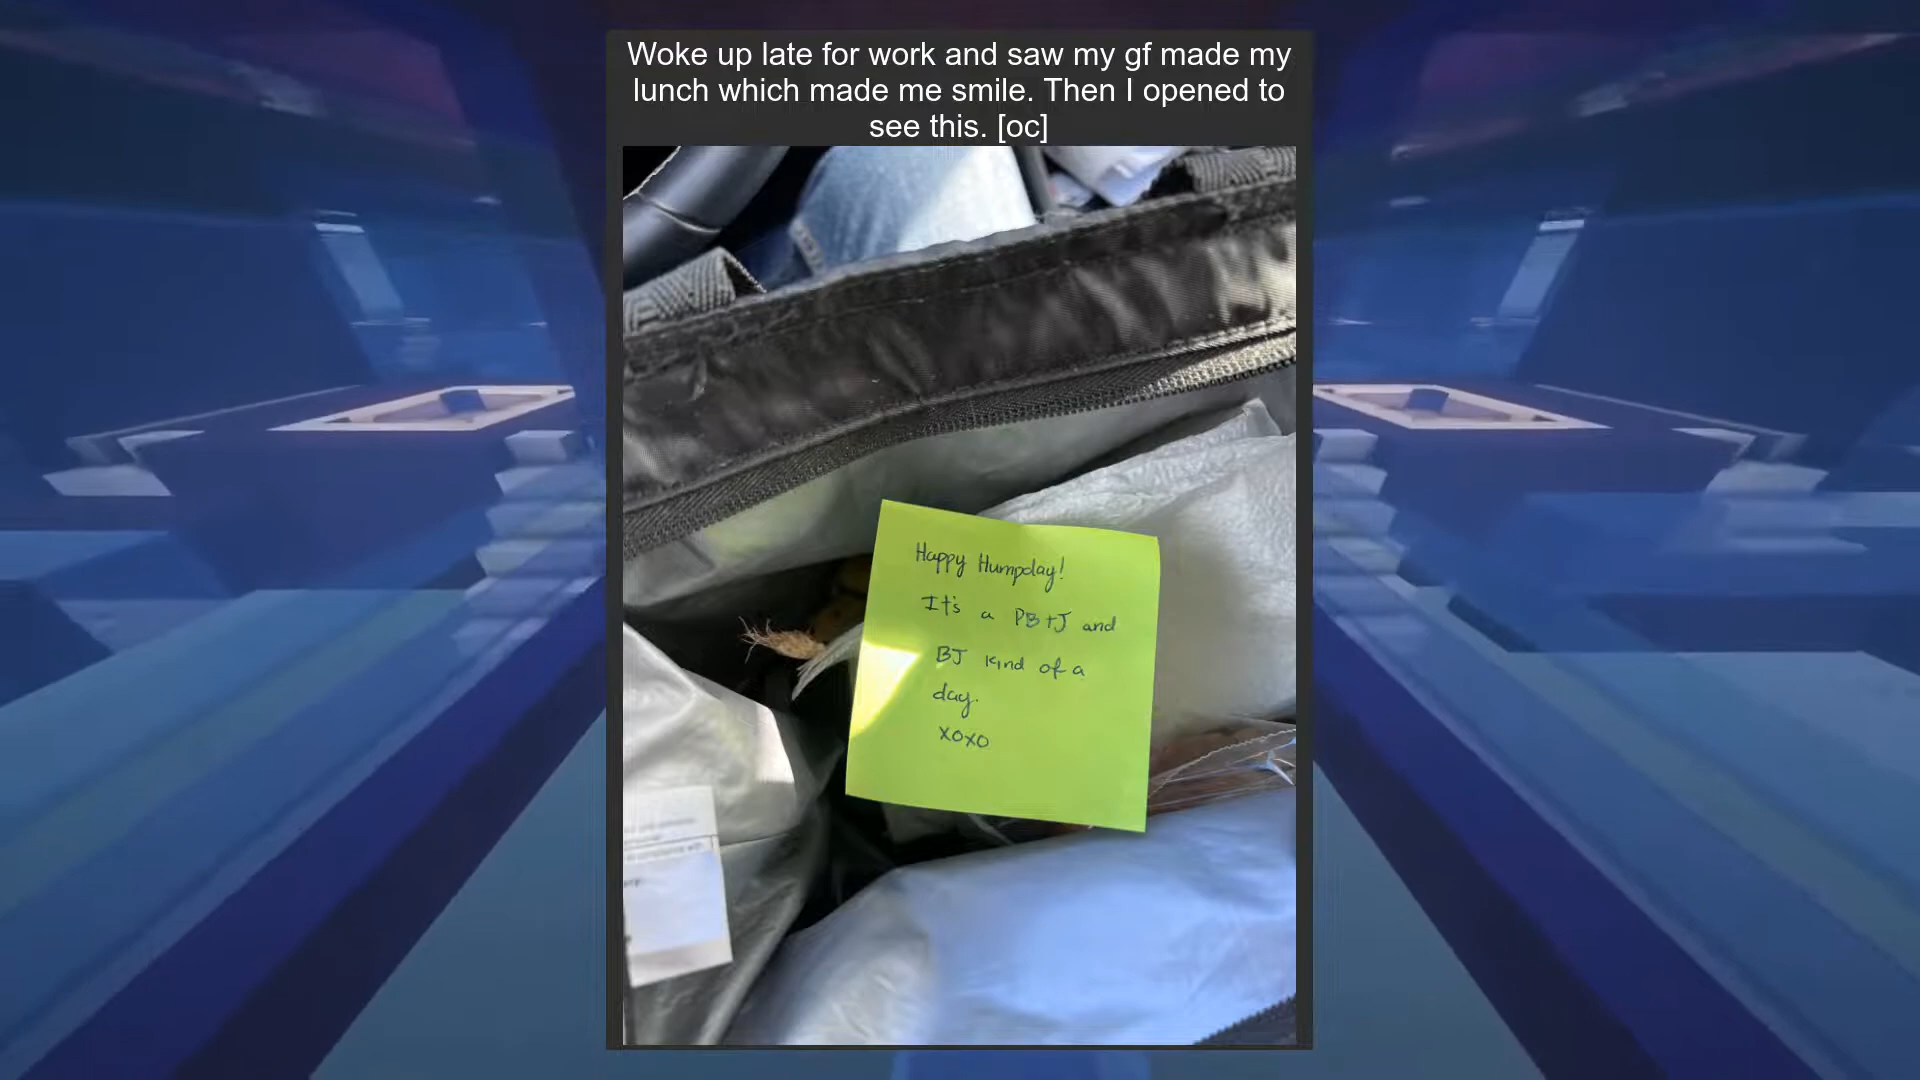 Woke up late for work and saw my gf made my
lunch which made me smile. Then I opened to
see this. [oc]
Happy Humpday!
It's a PB+J and
BJ kind of a
day.
xoxo